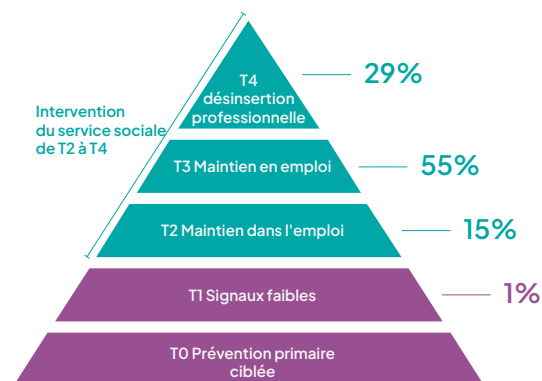 T4
désinsertion
professionnelle
29%
Intervention
du service sociale
de T2 à T4
T3 Maintien en emploi
55%
T2 Maintien dans l'emploi
15%
T1 Signaux faibles
1%
T0 Prévention primaire
ciblée